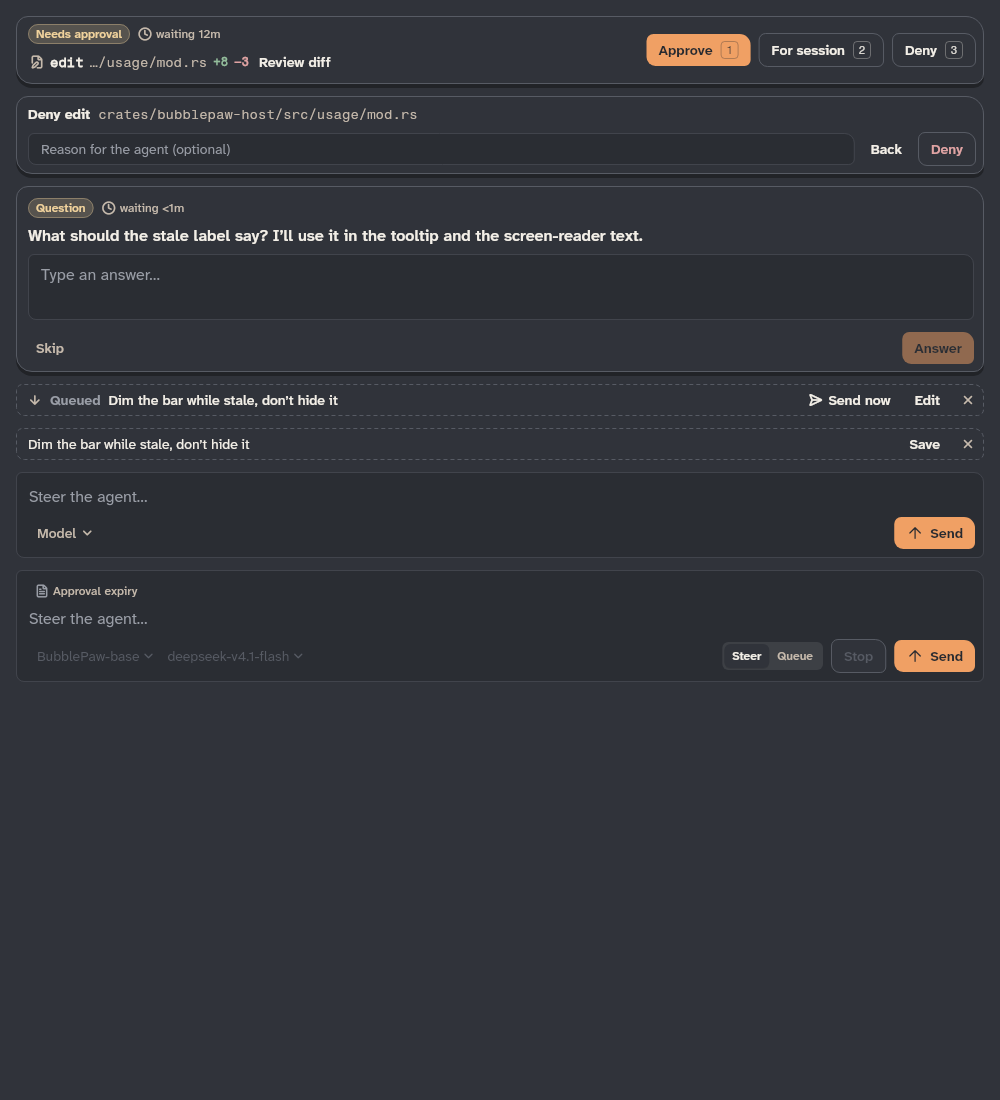 Needs approval waiting 12m
edit …/usage/mod.rs +8 −3 Review diff
Approve 1 For session 2 Deny 3
Deny edit crates/bubblepaw-host/src/usage/mod.rs
Reason for the agent (optional) Back Deny
Question waiting <1m
What should the stale label say? I’ll use it in the tooltip and the screen-reader text.
Type an answer…
Skip Answer
Queued Dim the bar while stale, don’t hide it Send now Edit
Dim the bar while stale, don’t hide it Save
Steer the agent…
Model Send
Approval expiry
Steer the agent…
BubblePaw-base deepseek-v4.1-flash Steer Queue Stop Send